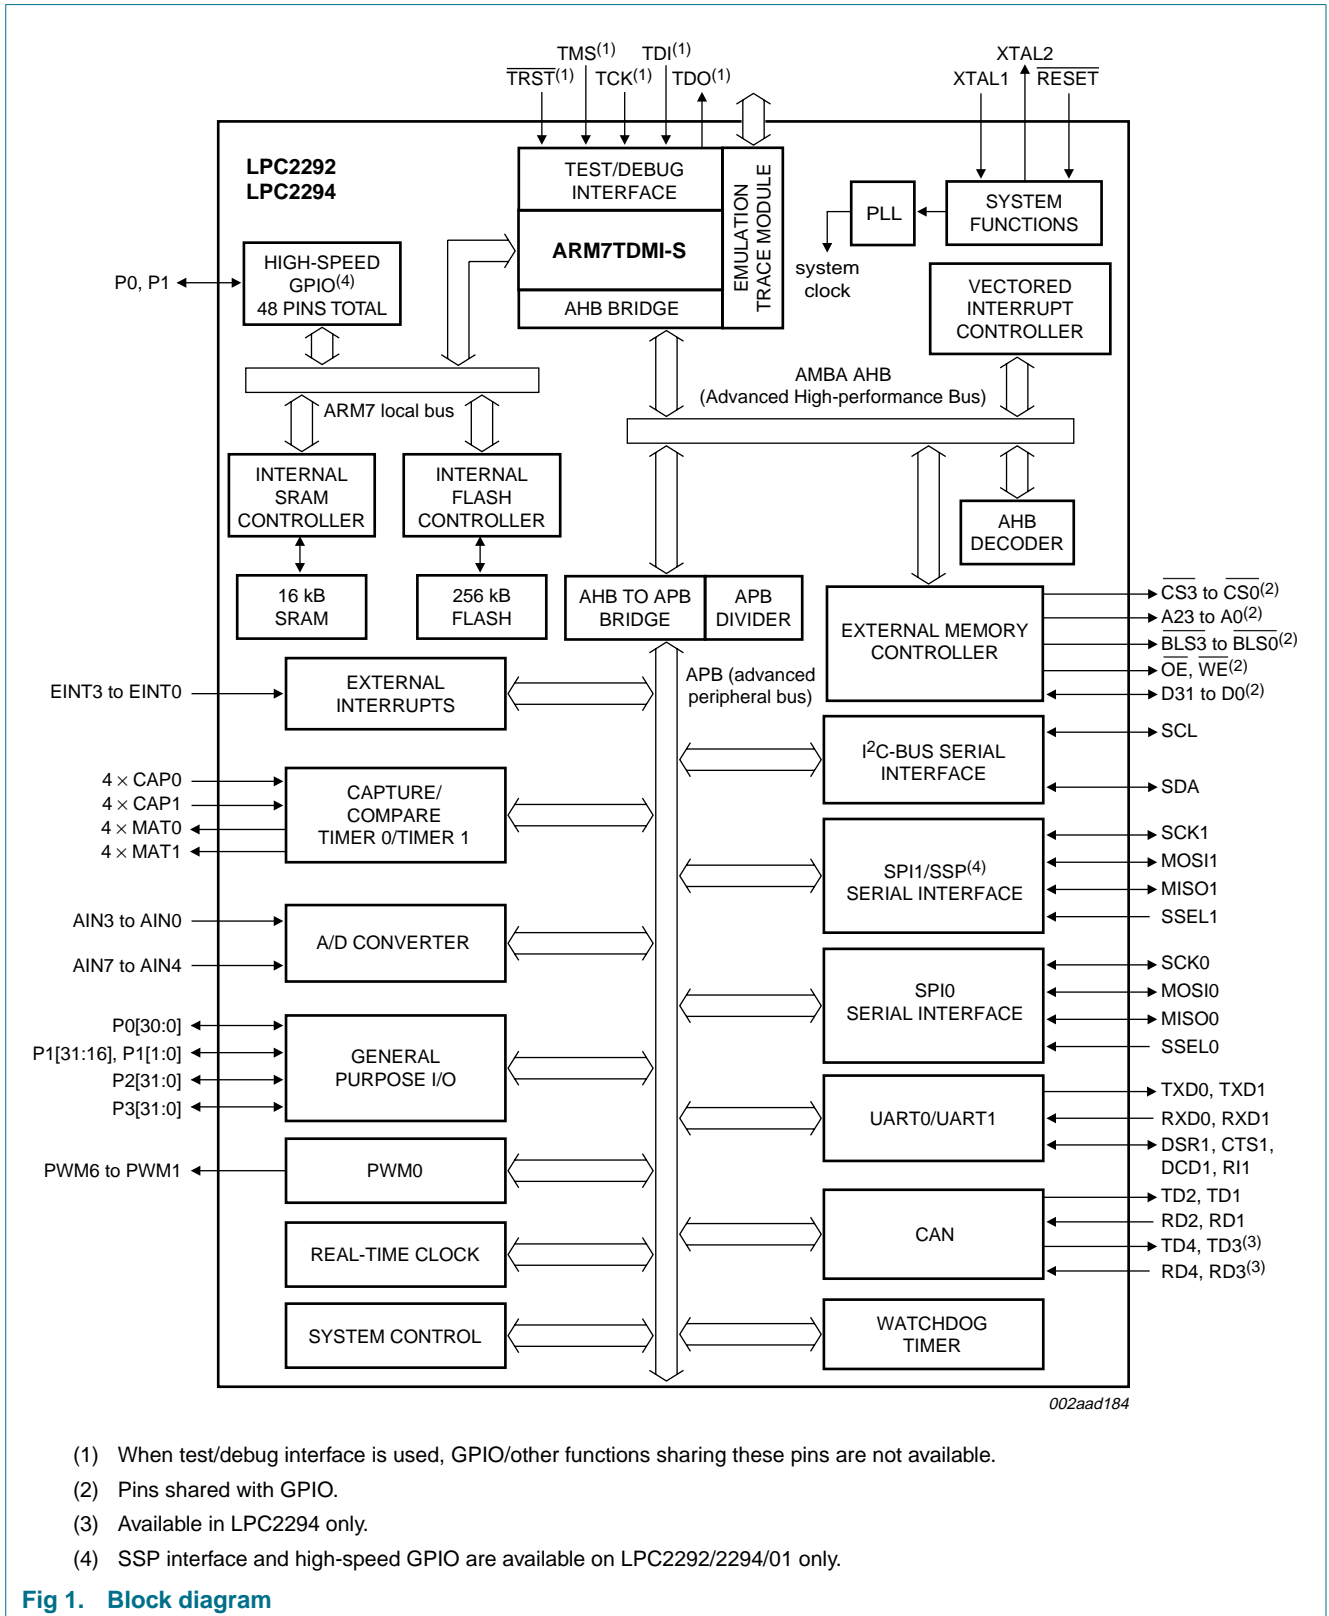 TMS(1) TDI(1)
TRST(1) TCK(1) TDO(1)
XTAL2
XTAL1 RESET
LPC2292
LPC2294
TEST/DEBUG
INTERFACE
ARM7TDMI-S
AHB BRIDGE
EMULATION
TRACE MODULE
PLL
SYSTEM
FUNCTIONS
system
clock
P0, P1
HIGH-SPEED
GPIO(4)
48 PINS TOTAL
VECTORED
INTERRUPT
CONTROLLER
AMBA AHB
(Advanced High-performance Bus)
ARM7 local bus
INTERNAL
SRAM
CONTROLLER
INTERNAL
FLASH
CONTROLLER
AHB
DECODER
16 kB
SRAM
256 kB
FLASH
AHB TO APB
BRIDGE
APB
DIVIDER
EXTERNAL MEMORY
CONTROLLER
CS3 to CS0(2)
A23 to A0(2)
BLS3 to BLS0(2)
OE, WE(2)
D31 to D0(2)
APB (advanced
peripheral bus)
EINT3 to EINT0
EXTERNAL
INTERRUPTS
I2C-BUS SERIAL
INTERFACE
SCL
SDA
4 × CAP0
4 × CAP1
4 × MAT0
4 × MAT1
CAPTURE/
COMPARE
TIMER 0/TIMER 1
SPI1/SSP(4)
SERIAL INTERFACE
SCK1
MOSI1
MISO1
SSEL1
AIN3 to AIN0
AIN7 to AIN4
A/D CONVERTER
SPI0
SERIAL INTERFACE
SCK0
MOSI0
MISO0
SSEL0
P0[30:0]
P1[31:16], P1[1:0]
P2[31:0]
P3[31:0]
GENERAL
PURPOSE I/O
UART0/UART1
TXD0, TXD1
RXD0, RXD1
DSR1, CTS1,
DCD1, RI1
PWM6 to PWM1
PWM0
CAN
TD2, TD1
RD2, RD1
TD4, TD3(3)
RD4, RD3(3)
REAL-TIME CLOCK
SYSTEM CONTROL
WATCHDOG
TIMER
002aad184
(1) When test/debug interface is used, GPIO/other functions sharing these pins are not available.
(2) Pins shared with GPIO.
(3) Available in LPC2294 only.
(4) SSP interface and high-speed GPIO are available on LPC2292/2294/01 only.
Fig 1. Block diagram